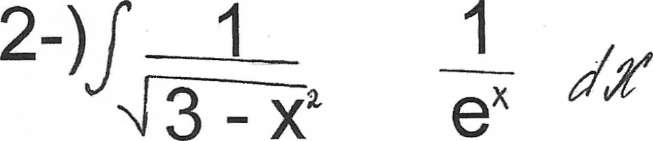 2-) ∫ 1/√(3 - x²) 1/eˣ dx